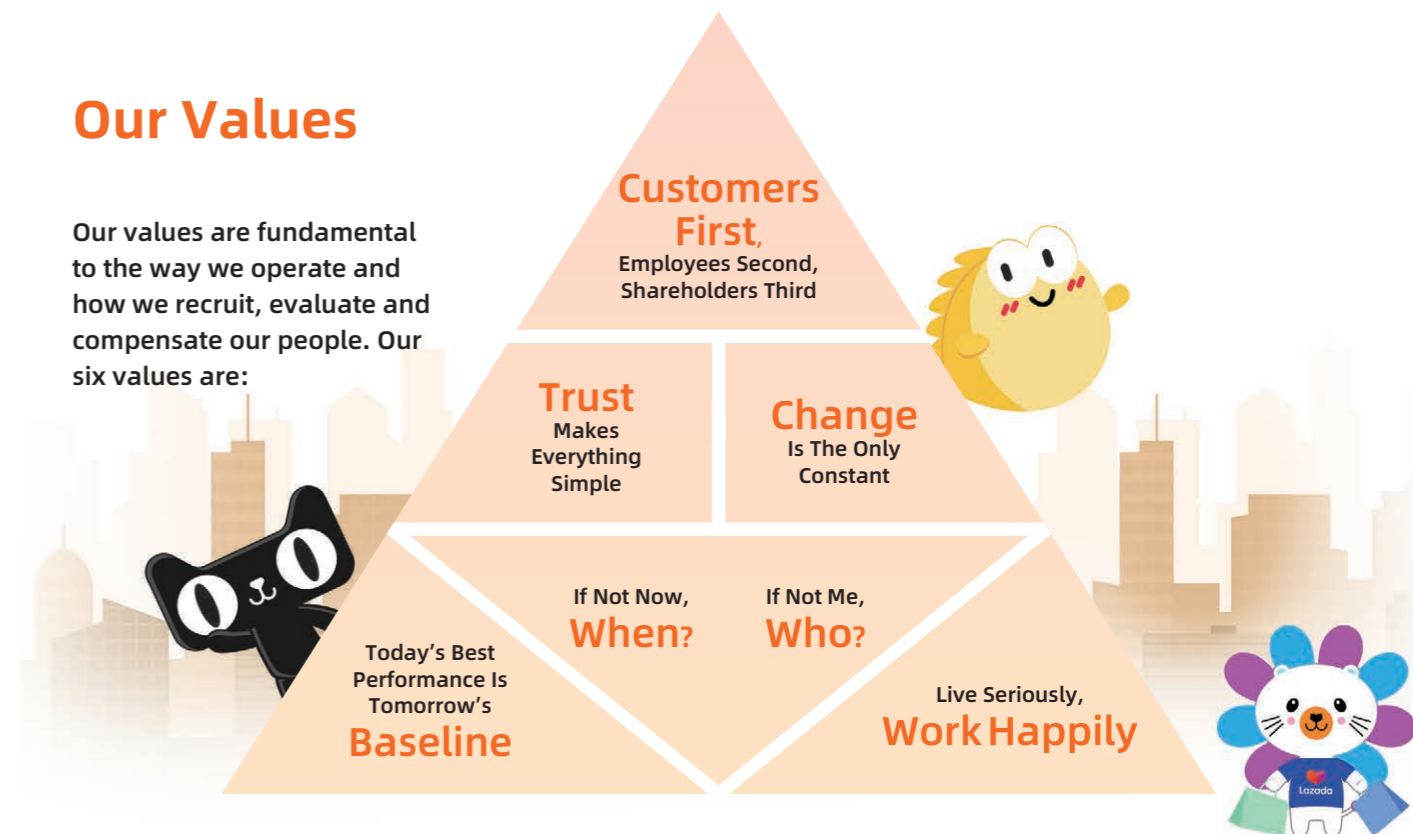 Our Values
Our values are fundamental
to the way we operate and
how we recruit, evaluate and
compensate our people. Our
six values are:
Customers
First,
Employees Second,
Shareholders Third
Trust
Makes
Everything
Simple
Change
Is The Only
Constant
Today's Best
Performance Is
Tomorrow's
Baseline
If Not Now,
When?
If Not Me,
Who?
Live Seriously,
Work Happily
Lazada